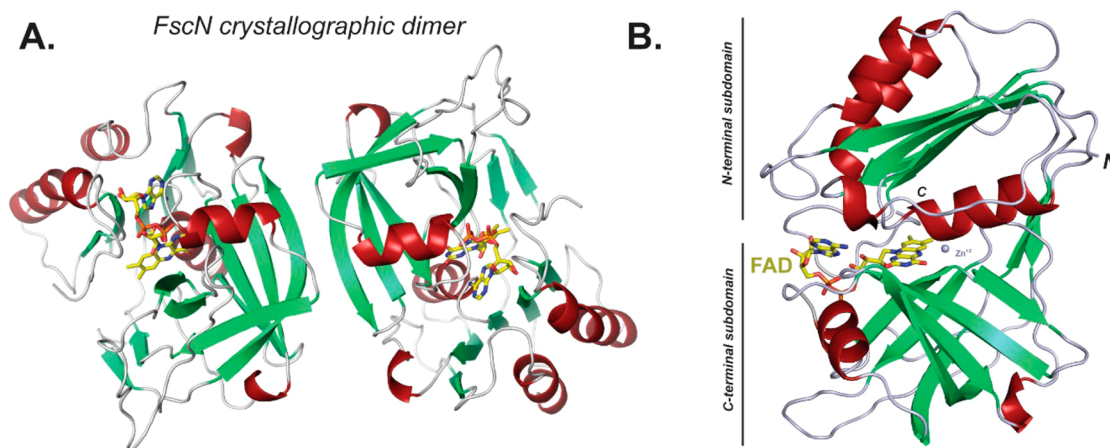 A.
FscN crystallographic dimer
B.
N-terminal subdomain
C-terminal subdomain
N
C
FAD
Zn⁺²